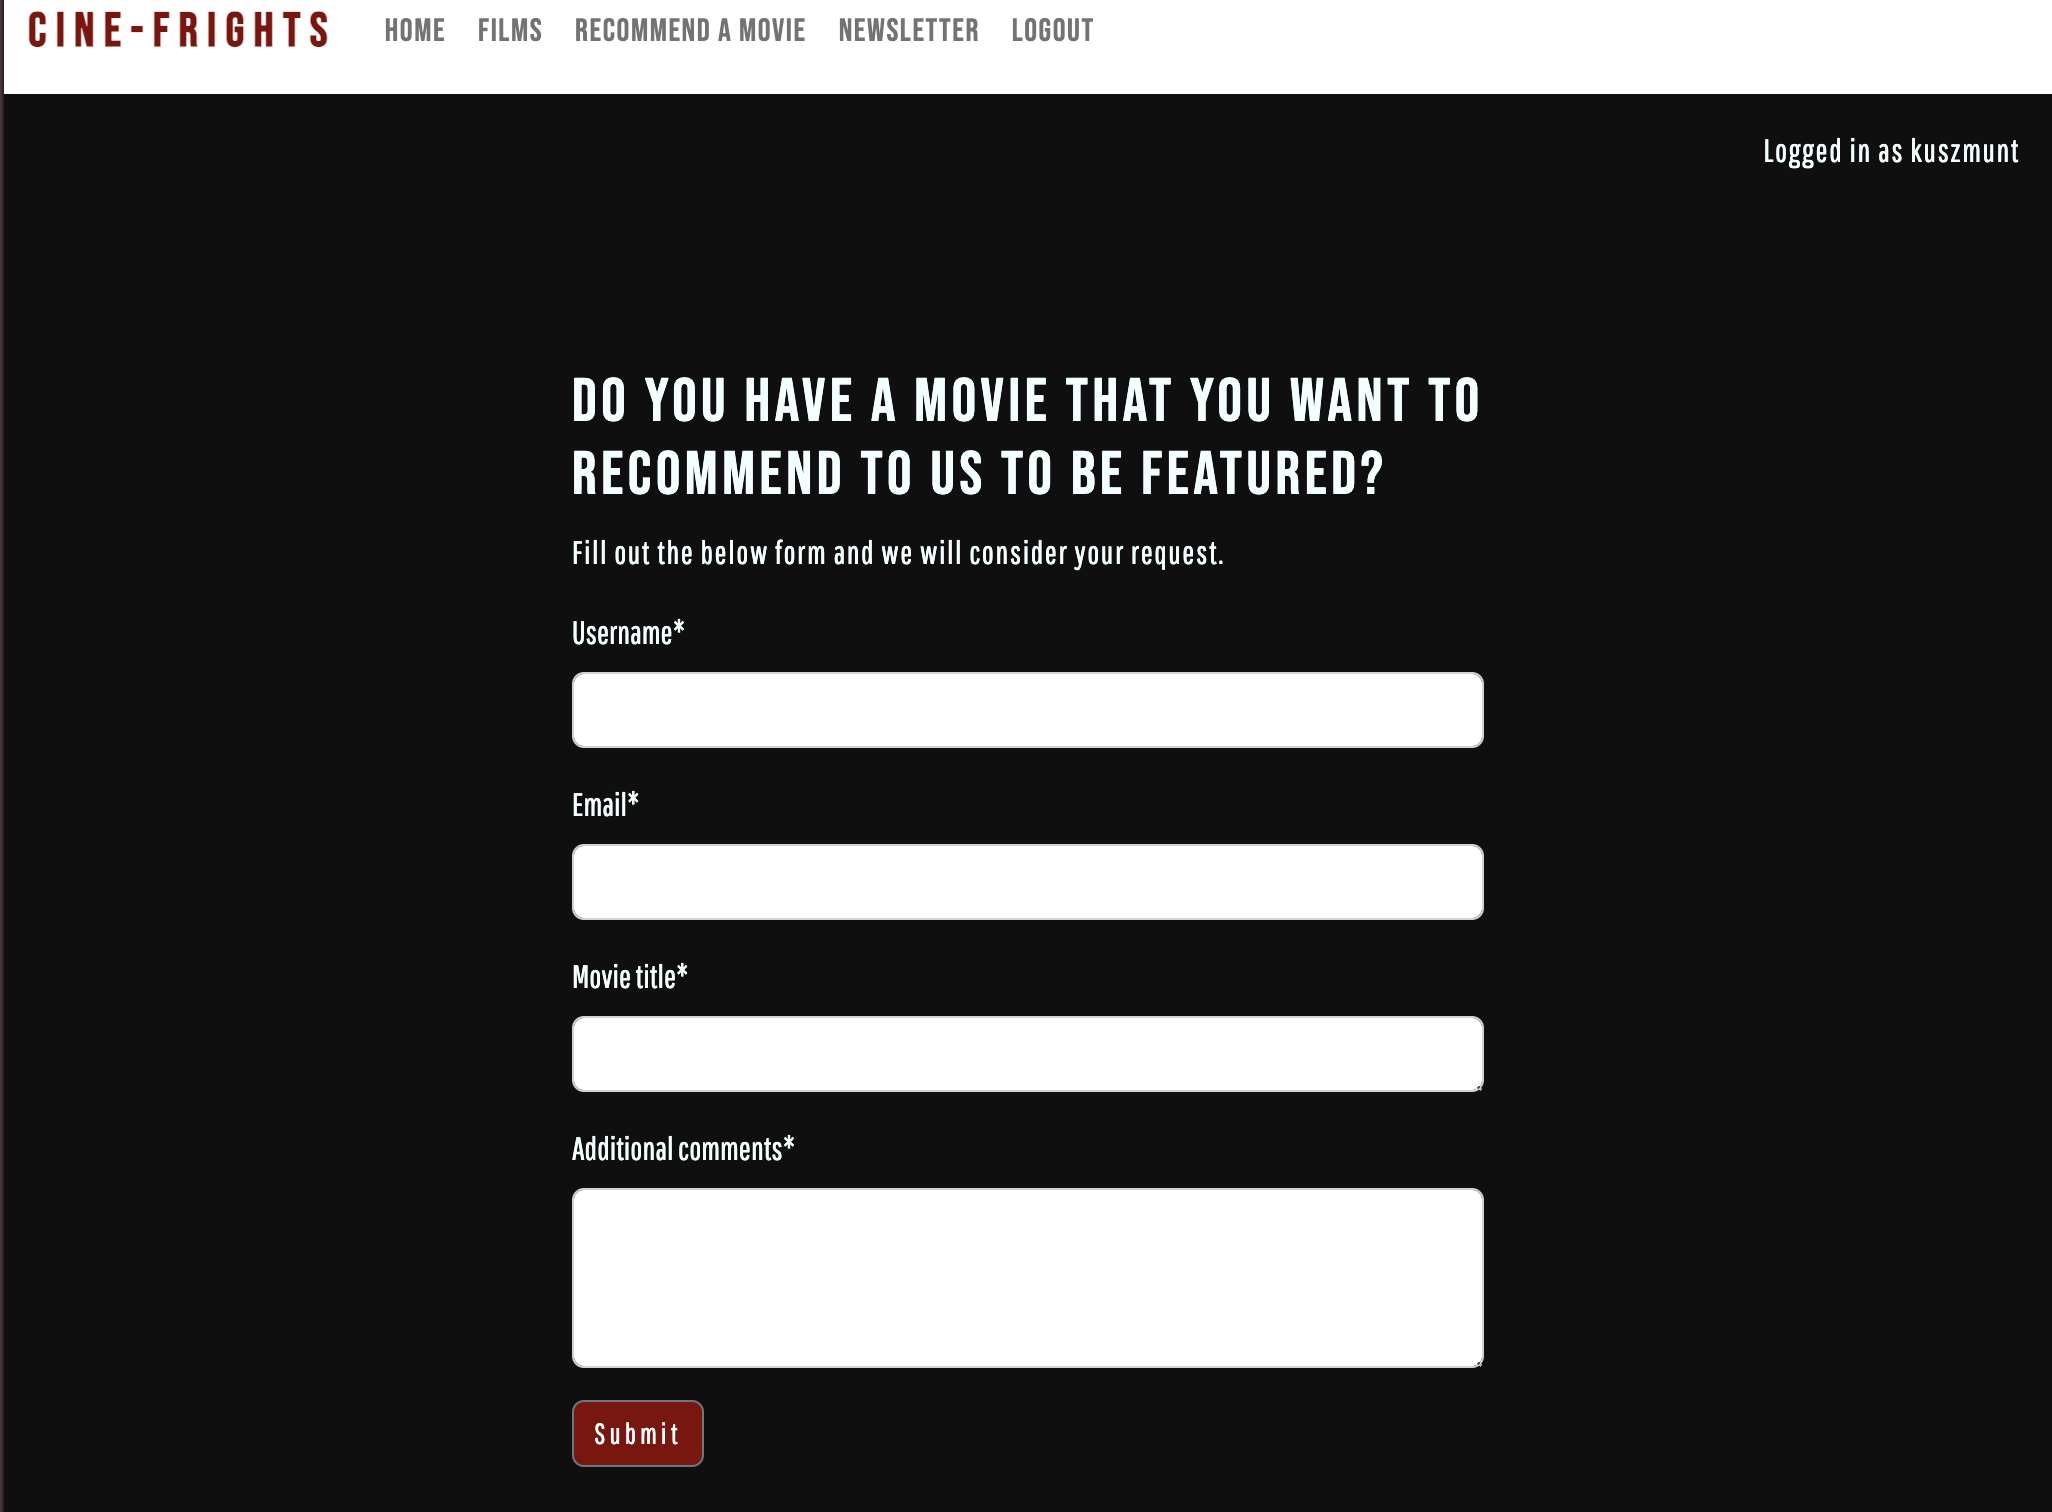 CINE-FRIGHTS HOME FILMS RECOMMEND A MOVIE NEWSLETTER LOGOUT
Logged in as kuszmunt
DO YOU HAVE A MOVIE THAT YOU WANT TO
RECOMMEND TO US TO BE FEATURED?
Fill out the below form and we will consider your request.
Username*
Email*
Movie title*
Additional comments*
Submit